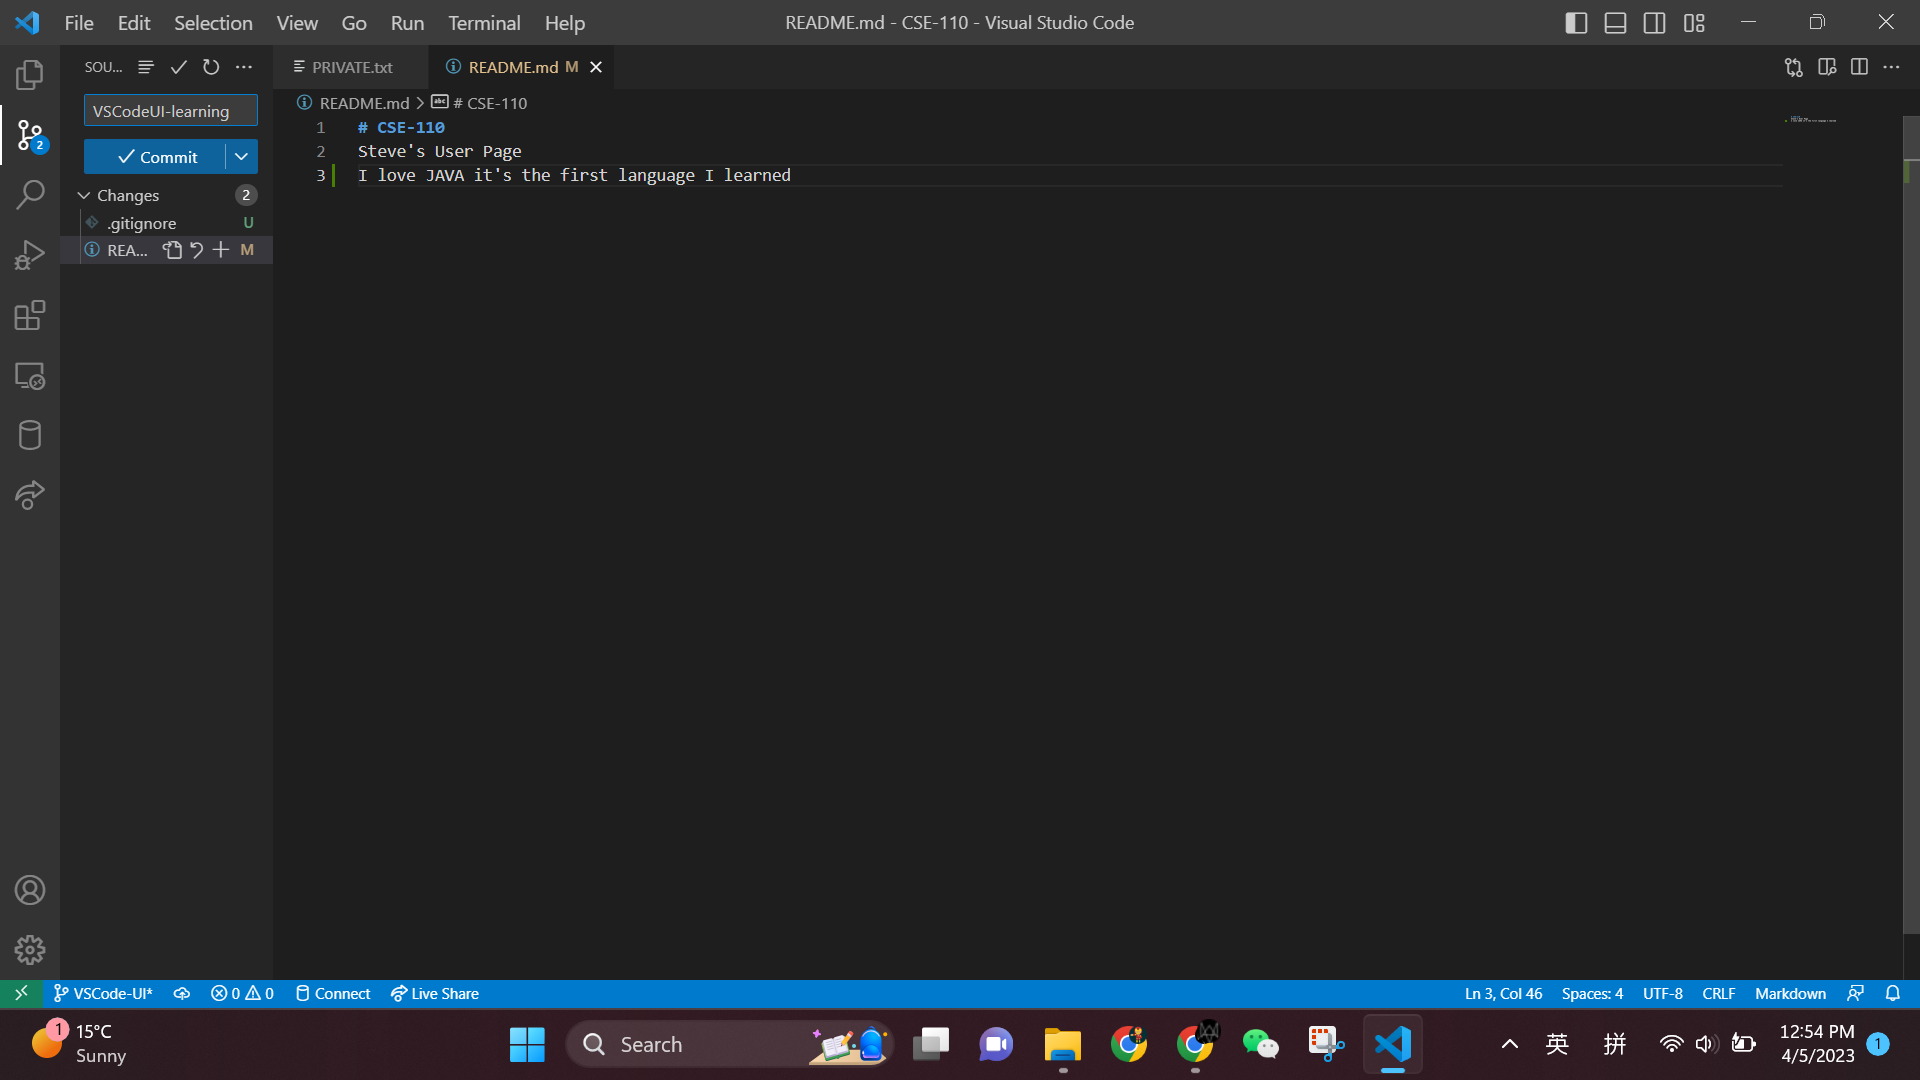 File Edit Selection View Go Run Terminal Help
README.md - CSE-110 - Visual Studio Code
SOU...
PRIVATE.txt
README.md M
VSCodeUI-learning
README.md > # CSE-110
Commit
1 # CSE-110
2 Steve's User Page
3 I love JAVA it's the first language I learned
2
Changes 2
.gitignore U
REA... M
VSCode-UI*
0 0
Connect
Live Share
Ln 3, Col 46
Spaces: 4
UTF-8
CRLF
Markdown
1
15°C
Sunny
Search
英
拼
12:54 PM
4/5/2023
1